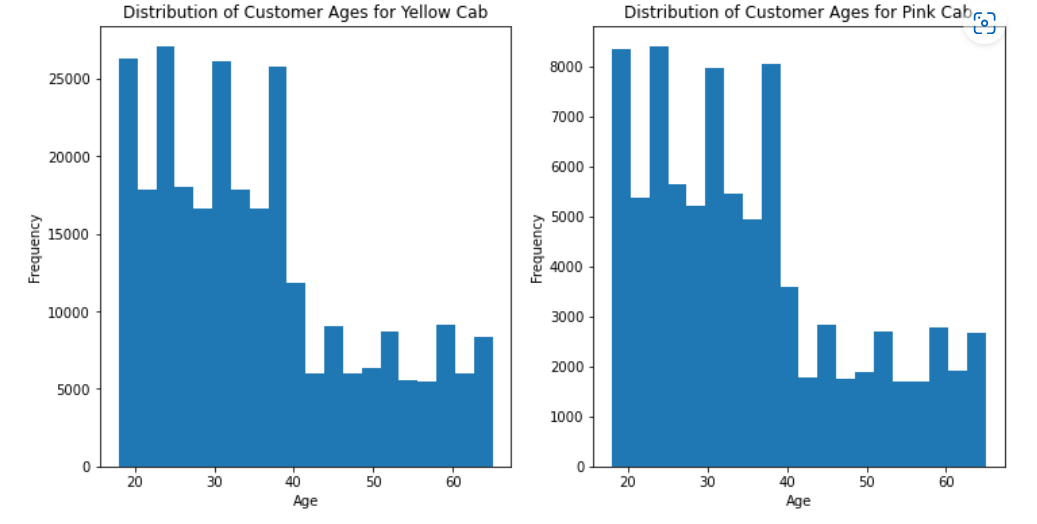 Distribution of Customer Ages for Yellow Cab
25000
20000
15000
10000
5000
0
Frequency
20 30 40 50 60
Age
Distribution of Customer Ages for Pink Cab
8000
7000
6000
5000
4000
3000
2000
1000
0
Frequency
20 30 40 50 60
Age